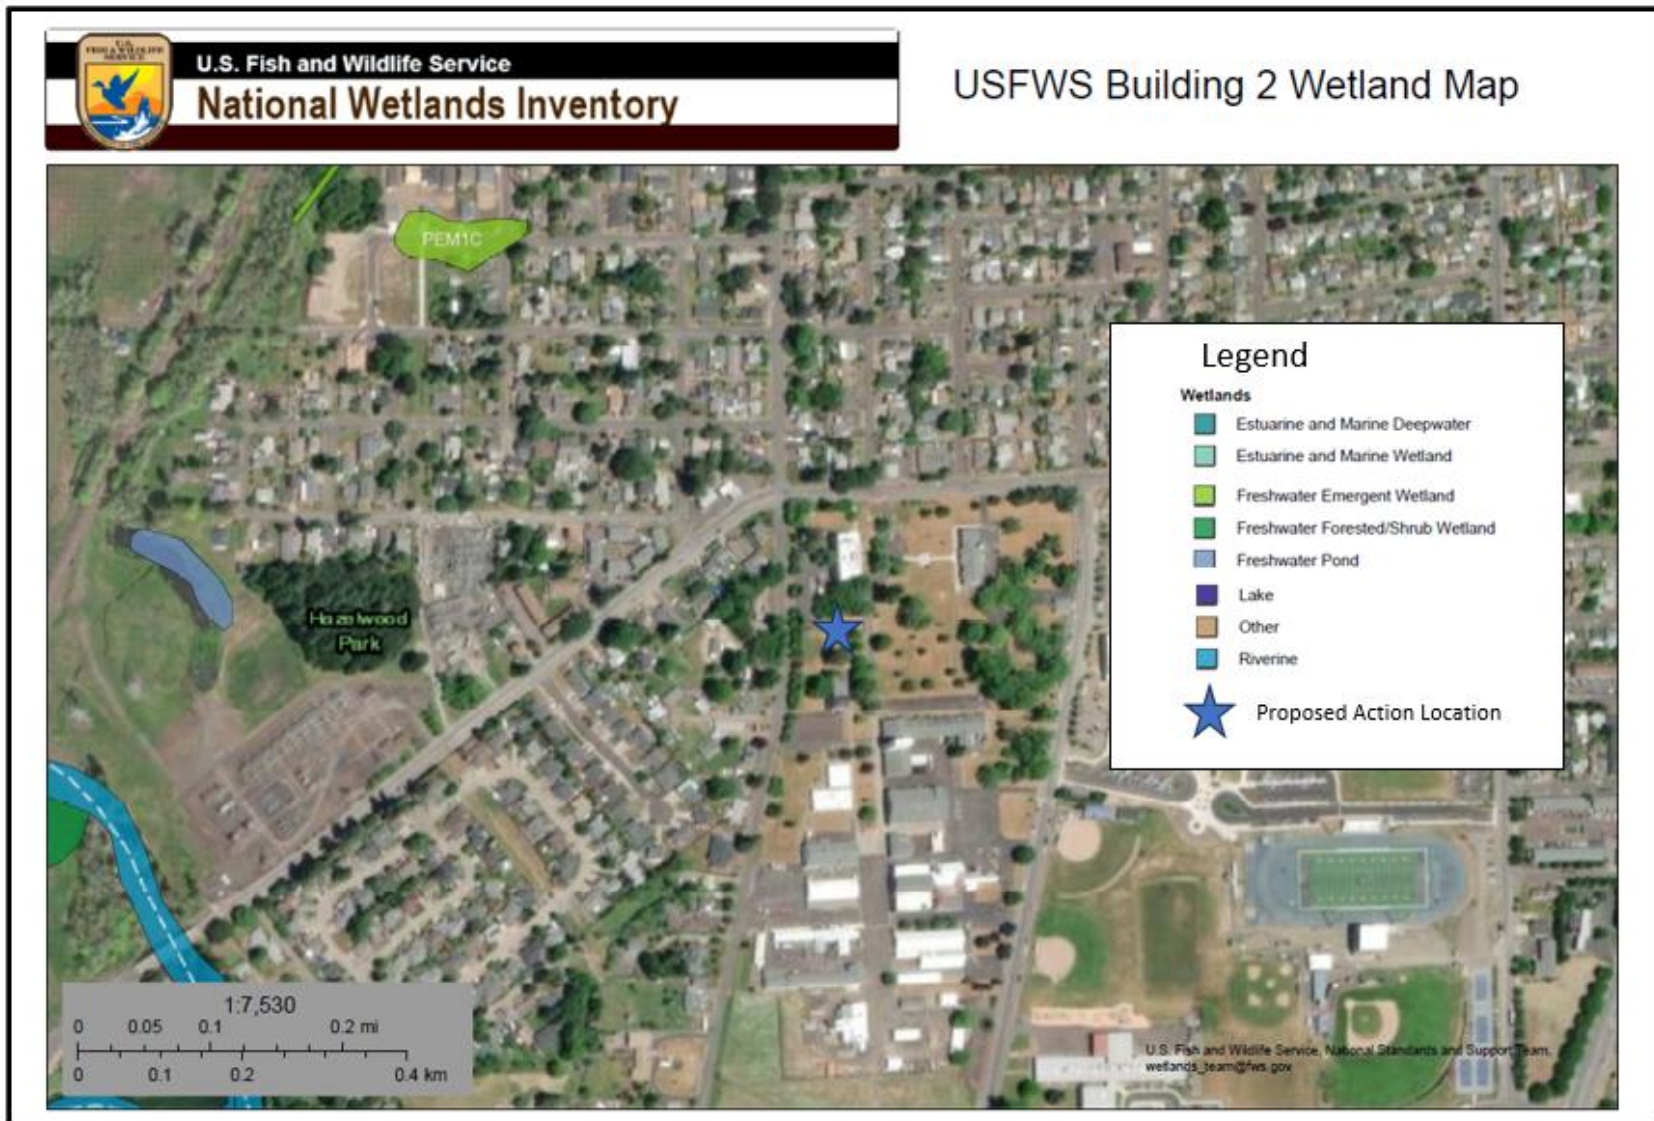 U.S.
FISH & WILDLIFE
SERVICE
U.S. Fish and Wildlife Service
National Wetlands Inventory
USFWS Building 2 Wetland Map
PEM1C
Legend
Wetlands
Estuarine and Marine Deepwater
Estuarine and Marine Wetland
Freshwater Emergent Wetland
Freshwater Forested/Shrub Wetland
Freshwater Pond
Lake
Other
Riverine
Proposed Action Location
Hazelwood
Park
1:7,530
0 0.05 0.1 0.2 mi
0 0.1 0.2 0.4 km
U.S. Fish and Wildlife Service, National Standards and Support Team,
wetlands_team@fws.gov